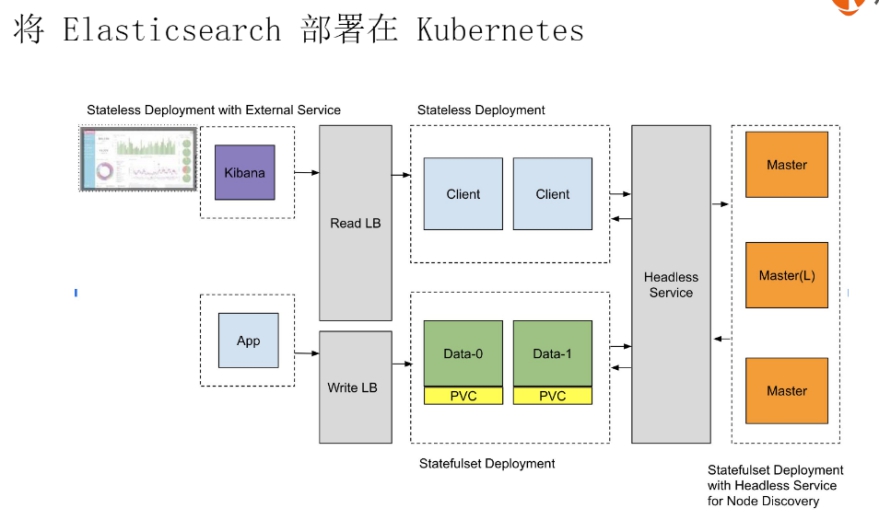 将 Elasticsearch 部署在 Kubernetes
Stateless Deployment with External Service
Stateless Deployment
Kibana
Read LB
Client
Client
Headless
Service
Master
Master(L)
Master
App
Write LB
Data-0
Data-1
PVC
PVC
Statefulset Deployment
Statefulset Deployment
with Headless Service
for Node Discovery